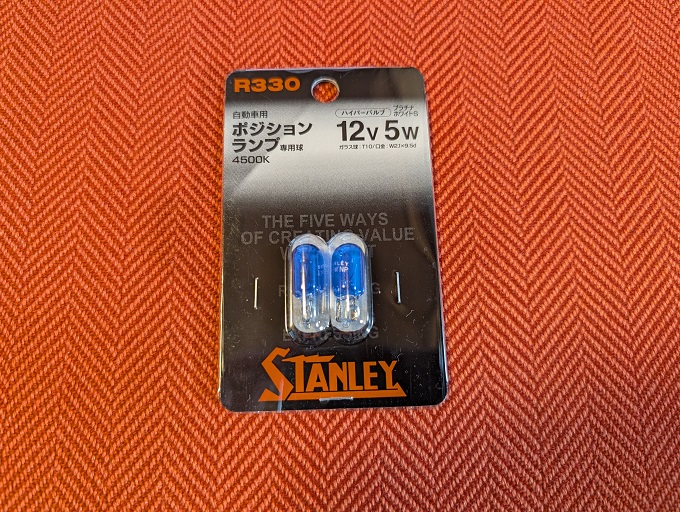 R330
自動車用
ポジション
ランプ専用球
4500K
ハイパーバルブ
プラチナ
ホワイトS
12V 5W
ガラス球:T10/口金:W2.1×9.5d
THE FIVE WAYS
OF CREATING VALUE
NLEY
NP
STANLEY